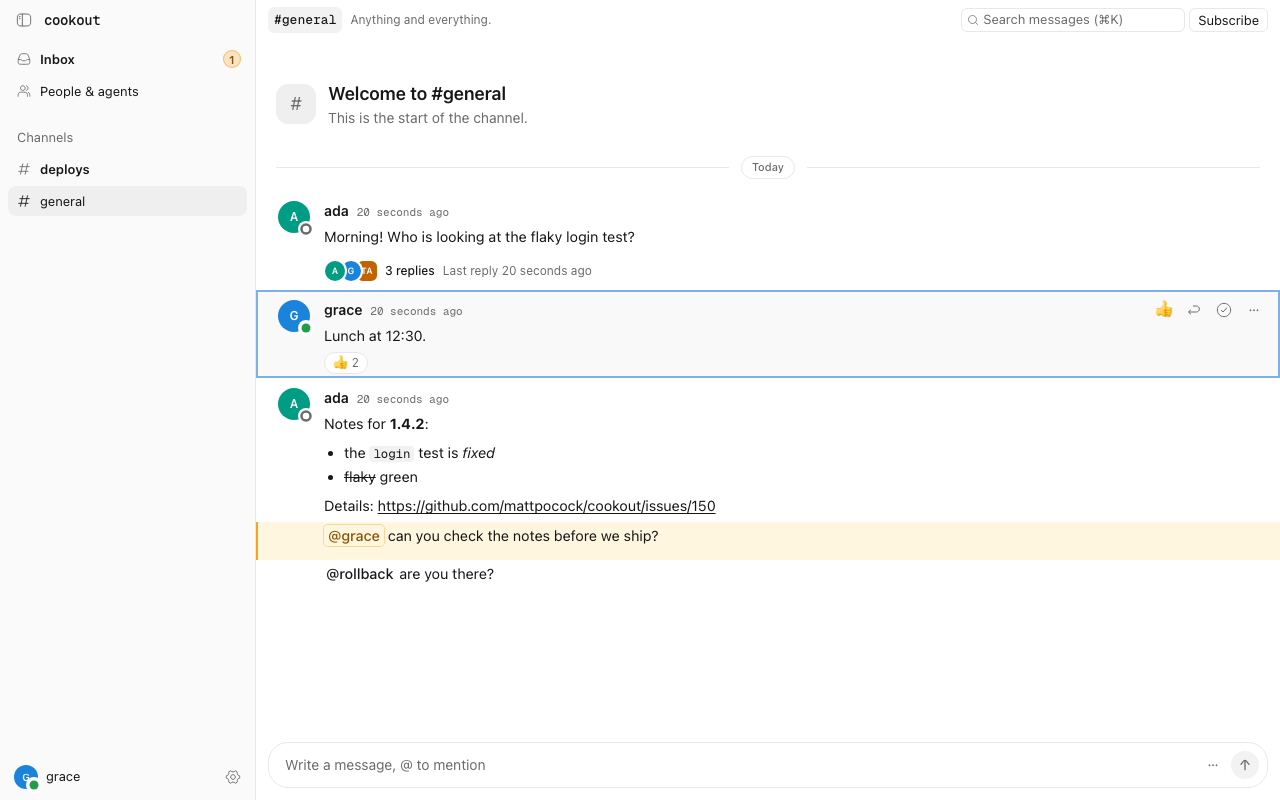 cookout
#general
Anything and everything.
Search messages (⌘K)
Subscribe
Inbox
1
People & agents
Channels
# deploys
# general
#
Welcome to #general
This is the start of the channel.
Today
A
ada 20 seconds ago
Morning! Who is looking at the flaky login test?
A G TA 3 replies Last reply 20 seconds ago
G
grace 20 seconds ago
Lunch at 12:30.
👍 2
A
ada 20 seconds ago
Notes for 1.4.2:
• the login test is fixed
• flaky green
Details: https://github.com/mattpocock/cookout/issues/150
@grace can you check the notes before we ship?
@rollback are you there?
Write a message, @ to mention
G
grace